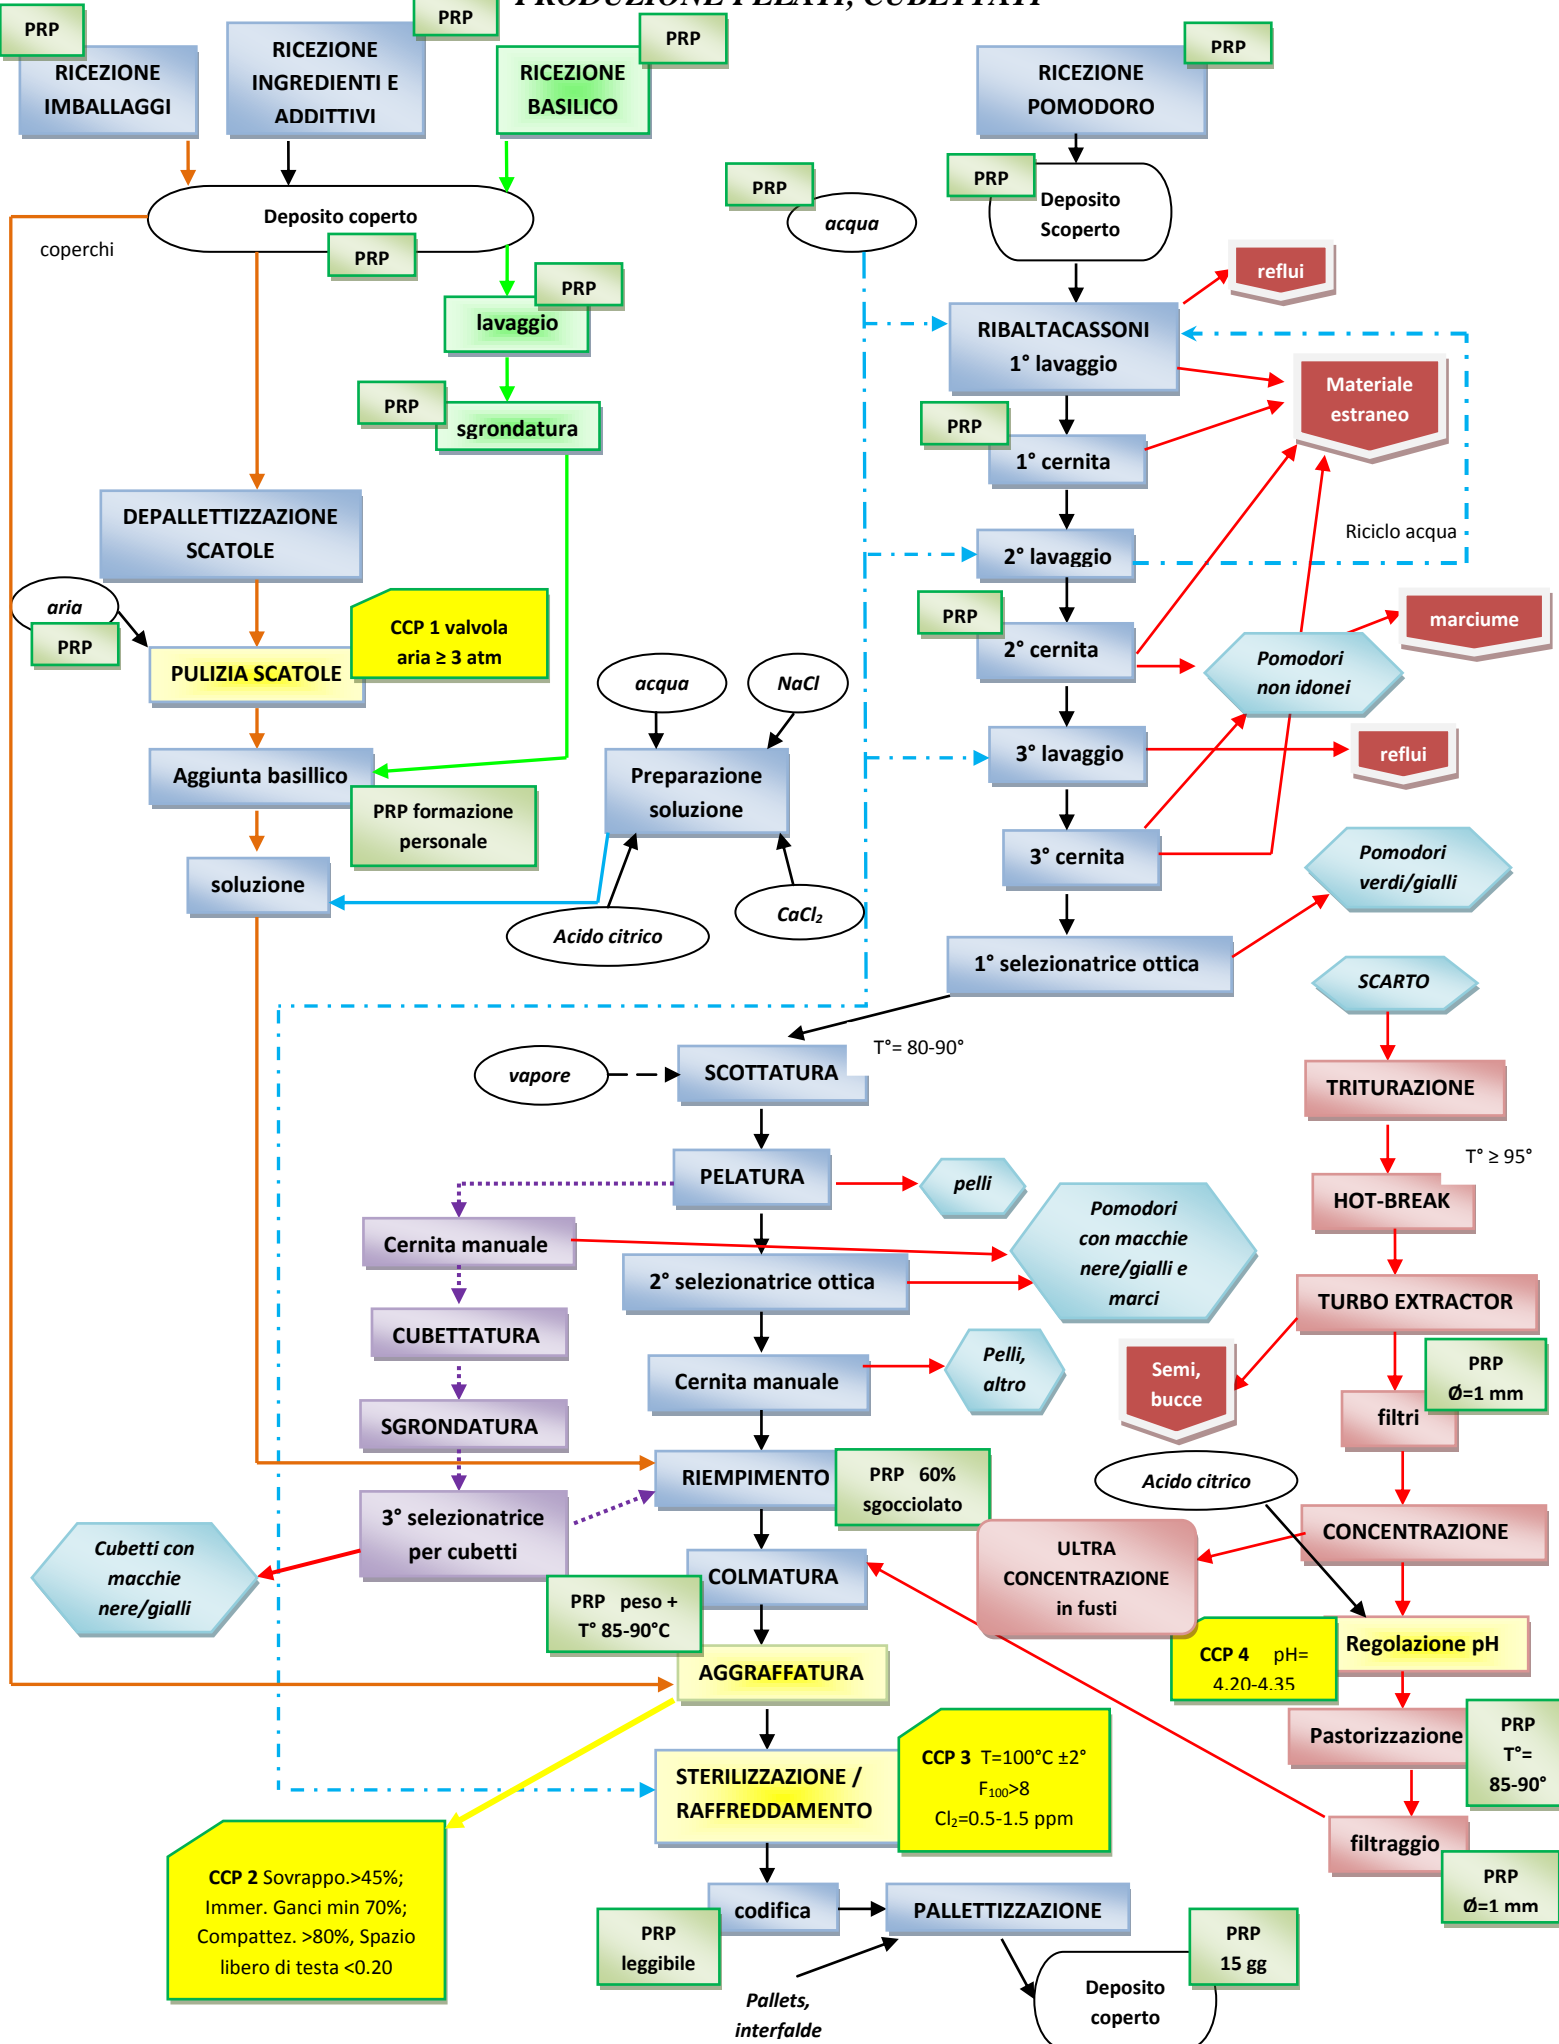 PRODUZIONE PELATI, CUBETTATI
PRP
RICEZIONE
IMBALLAGGI
PRP
RICEZIONE
INGREDIENTI E
ADDITTIVI
PRP
RICEZIONE
BASILICO
PRP
RICEZIONE
POMODORO
Deposito coperto
PRP
coperchi
PRP
acqua
PRP
Deposito
Scoperto
reflui
PRP
lavaggio
PRP
sgrondatura
RIBALTACASSONI
1° lavaggio
Materiale
estraneo
PRP
1° cernita
Riciclo acqua
DEPALLETTIZZAZIONE
SCATOLE
2° lavaggio
aria
PRP
PULIZIA SCATOLE
CCP 1 valvola
aria ≥ 3 atm
PRP
2° cernita
marciume
Pomodori
non idonei
acqua
NaCl
Aggiunta basillico
PRP formazione
personale
Preparazione
soluzione
3° lavaggio
reflui
soluzione
Acido citrico
CaCl₂
3° cernita
Pomodori
verdi/gialli
1° selezionatrice ottica
SCARTO
T°= 80-90°
vapore
SCOTTATURA
TRITURAZIONE
T° ≥ 95°
PELATURA
pelli
HOT-BREAK
Cernita manuale
Pomodori
con macchie
nere/gialli e
marci
2° selezionatrice ottica
TURBO EXTRACTOR
CUBETTATURA
Cernita manuale
Pelli,
altro
Semi,
bucce
PRP
Ø=1 mm
filtri
SGRONDATURA
RIEMPIMENTO
PRP 60%
sgocciolato
Acido citrico
3° selezionatrice
per cubetti
Cubetti con
macchie
nere/gialli
CONCENTRAZIONE
ULTRA
CONCENTRAZIONE
in fusti
COLMATURA
PRP peso +
T° 85-90°C
CCP 4 pH=
4.20-4.35
Regolazione pH
AGGRAFFATURA
Pastorizzazione
PRP
T°=
85-90°
STERILIZZAZIONE /
RAFFREDDAMENTO
CCP 3 T=100°C ±2°
F₁₀₀>8
Cl₂=0.5-1.5 ppm
filtraggio
PRP
Ø=1 mm
CCP 2 Sovrappo.>45%;
Immer. Ganci min 70%;
Compattez. >80%, Spazio
libero di testa <0.20
codifica
PRP
leggibile
PALLETTIZZAZIONE
PRP
15 gg
Pallets,
interfalde
Deposito
coperto